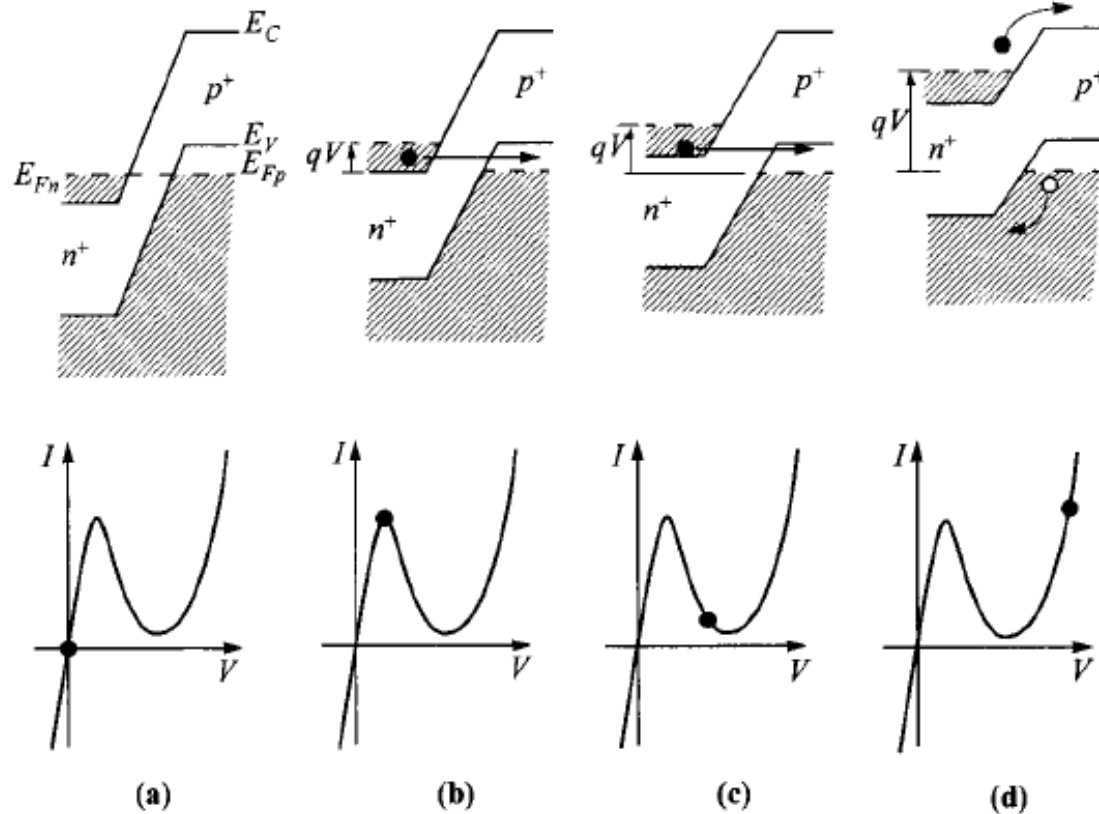 E_C
p⁺
E_V
E_Fn
E_Fp
n⁺
p⁺
qV
n⁺
p⁺
qV
n⁺
p⁺
qV
n⁺
I
V
I
V
I
V
I
V
(a)
(b)
(c)
(d)